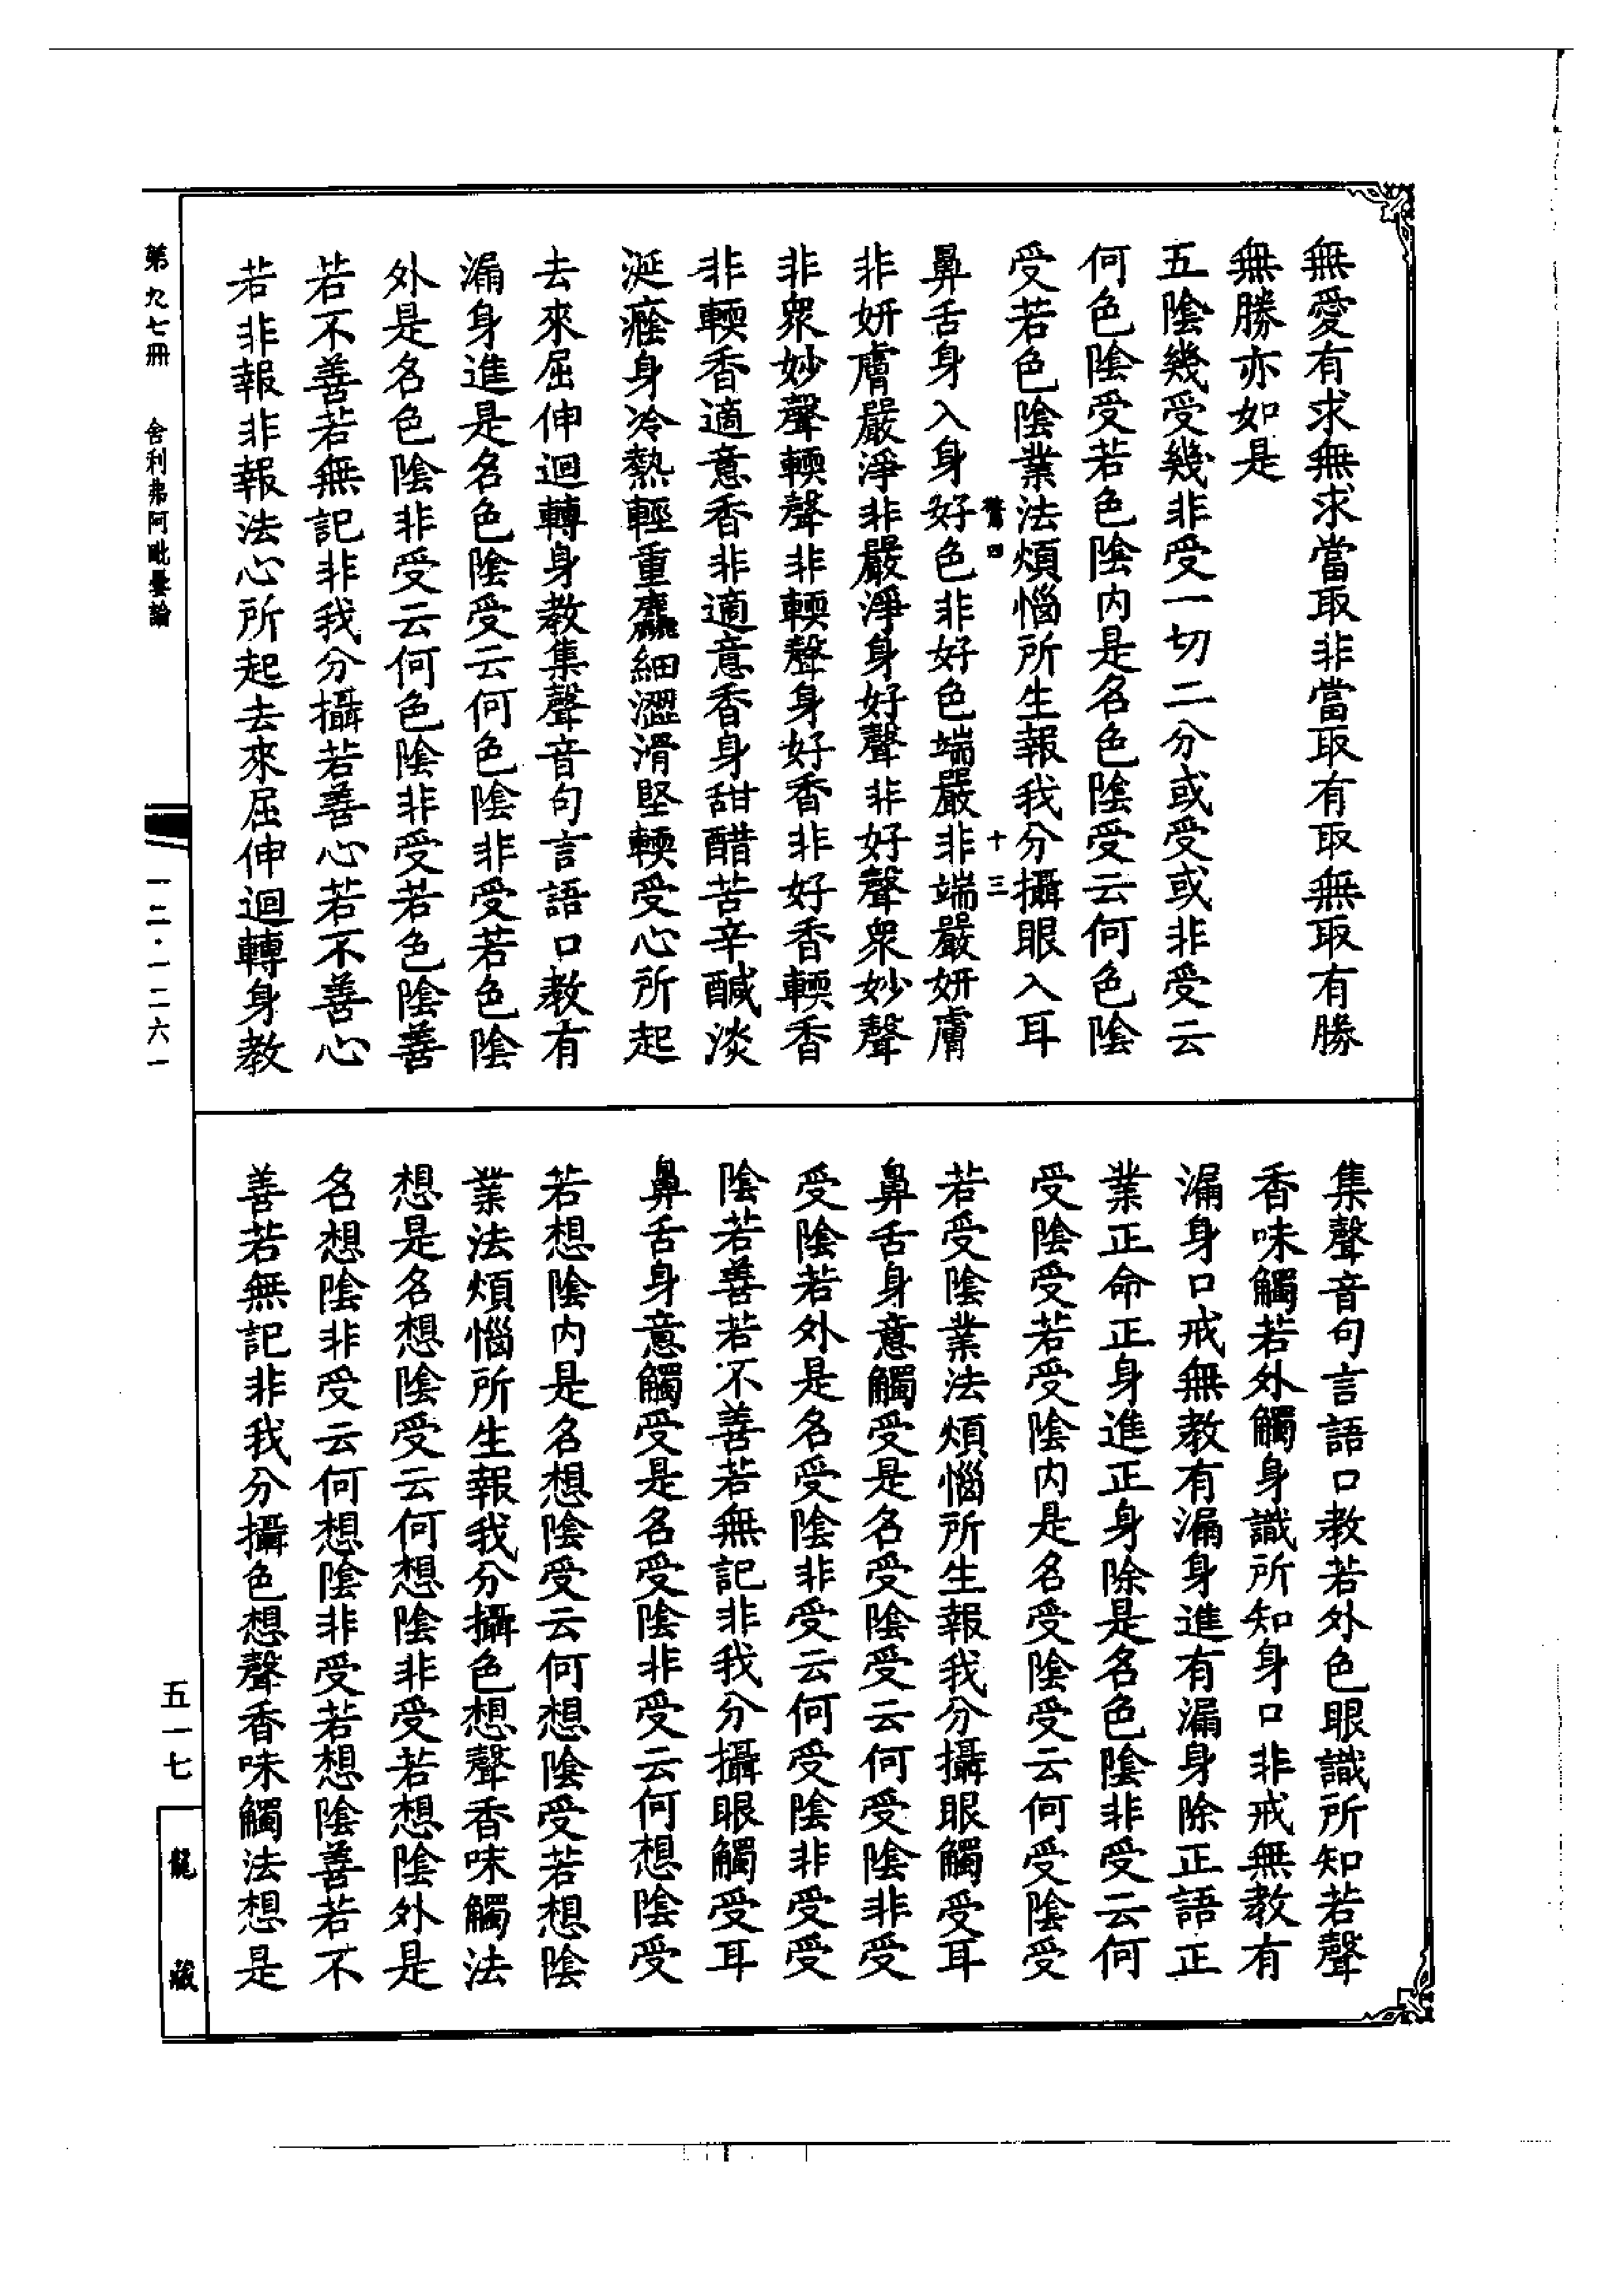 無愛有求無求當取非當取有取無取有勝
無勝亦如是
五陰幾受幾非受一切二分或受或非受云
何色陰受若色陰內是名色陰受云何色陰
受若色陰業法煩惱所生報我分攝眼入耳
四 十三
鼻舌身入身好色非好色端嚴非端嚴妍膚
非妍膚嚴淨非嚴淨身好聲非好聲衆妙聲
非衆妙聲輭聲非輭聲身好香非好香輭香
非輭香適意香非適意香身甜醋苦辛醎淡
涎癊身冷熱輕重麤細澀滑堅輭受心所起
去來屈伸迴轉身教集聲音句言語口教有
漏身進是名色陰受云何色陰非受若色陰
外是名色陰非受云何色陰非受若色陰善
若不善若無記非我分攝若善心若不善心
若非報非報法心所起去來屈伸迴轉身教
集聲音句言語口教若外色眼識所知若聲
香味觸若外觸身識所知身口非戒無教有
漏身口戒無教有漏身進有漏身除正語正
業正命正身進正身除是名色陰非受云何
受陰受若受陰內是名受陰受云何受陰受
若受陰業法煩惱所生報我分攝眼觸受耳
鼻舌身意觸受是名受陰受云何受陰非受
受陰若外是名受陰非受云何受陰非受受
陰若善若不善若無記非我分攝眼觸受耳
鼻舌身意觸受是名受陰非受云何想陰受
若想陰內是名想陰受云何想陰受若想陰
業法煩惱所生報我分攝色想聲香味觸法
想是名想陰受云何想陰非受若想陰外是
名想陰非受云何想陰非受若想陰善若不
善若無記非我分攝色想聲香味觸法想是
第九七冊 舍利弗阿毗曇論
一二·一二六一
五一七
龍藏